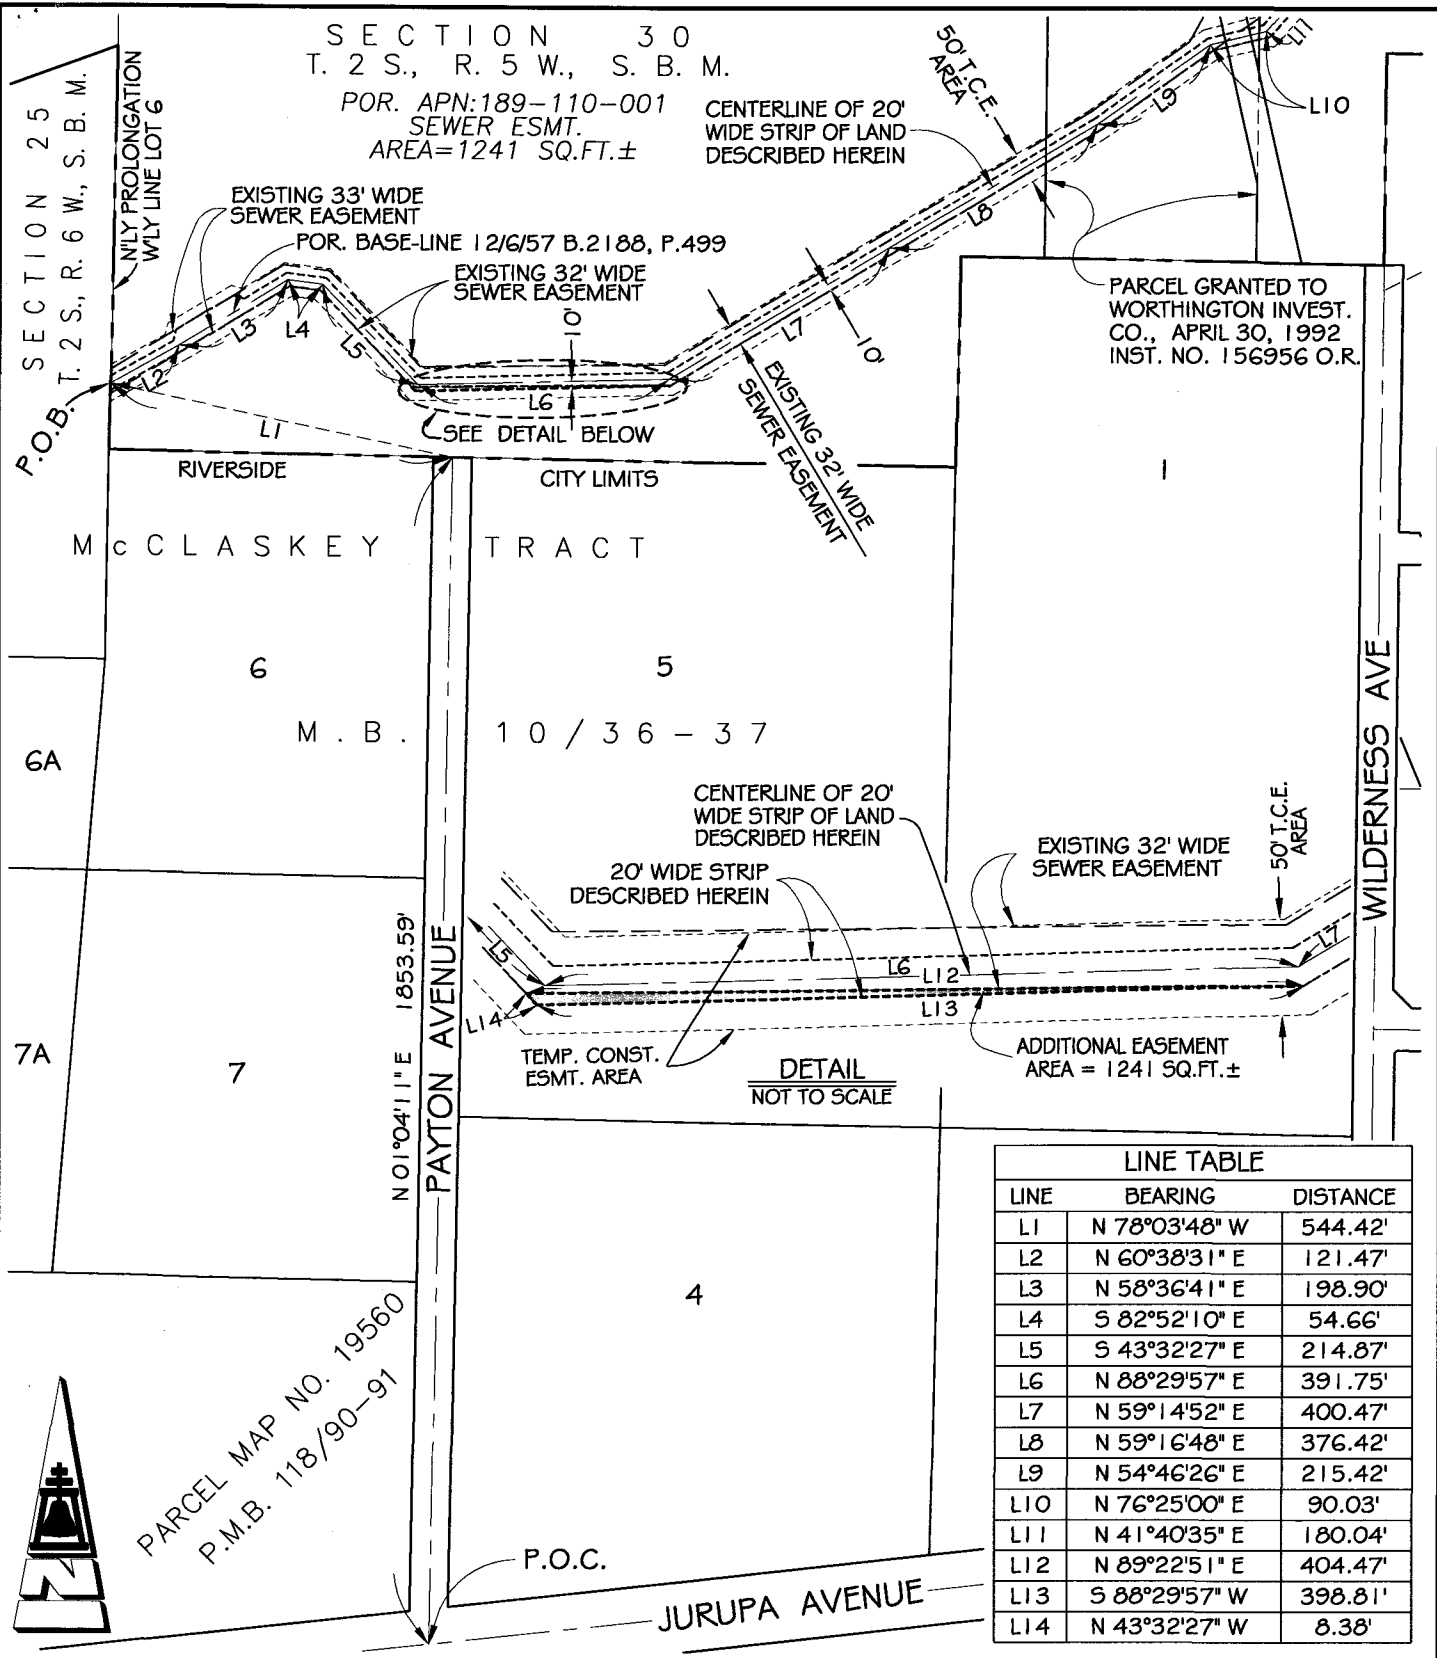 SECTION 30
T. 2 S., R. 5 W., S. B. M.
POR. APN:189-110-001
SEWER ESMT.
AREA=1241 SQ.FT.±
SECTION 25
T. 2 S., R. 6 W., S. B. M.
N'LY PROLONGATION
W'LY LINE LOT 6
EXISTING 33' WIDE
SEWER EASEMENT
POR. BASE-LINE 12/6/57 B.2188, P.499
EXISTING 32' WIDE
SEWER EASEMENT
CENTERLINE OF 20'
WIDE STRIP OF LAND
DESCRIBED HEREIN
50' T.C.E.
AREA
L11
L10
L9
L8
L7
10'
10'
L2
L3
L4
L5
L6
L1
P.O.B.
SEE DETAIL BELOW
EXISTING 32' WIDE
SEWER EASEMENT
PARCEL GRANTED TO
WORTHINGTON INVEST.
CO., APRIL 30, 1992
INST. NO. 156956 O.R.
RIVERSIDE
CITY LIMITS
McCLASKEY TRACT
1
6
5
M.B. 10/36-37
6A
WILDERNESS AVE
CENTERLINE OF 20'
WIDE STRIP OF LAND
DESCRIBED HEREIN
20' WIDE STRIP
DESCRIBED HEREIN
EXISTING 32' WIDE
SEWER EASEMENT
50' T.C.E.
AREA
L5
L6
L12
L7
L13
L14
TEMP. CONST.
ESMT. AREA
DETAIL
NOT TO SCALE
ADDITIONAL EASEMENT
AREA = 1241 SQ.FT.±
7A
7
N 01°04'11" E 1853.59'
PAYTON AVENUE
4
PARCEL MAP NO. 19560
P.M.B. 118/90-91
N
P.O.C.
JURUPA AVENUE
LINE TABLE
LINE BEARING DISTANCE
L1 N 78°03'48" W 544.42'
L2 N 60°38'31" E 121.47'
L3 N 58°36'41" E 198.90'
L4 S 82°52'10" E 54.66'
L5 S 43°32'27" E 214.87'
L6 N 88°29'57" E 391.75'
L7 N 59°14'52" E 400.47'
L8 N 59°16'48" E 376.42'
L9 N 54°46'26" E 215.42'
L10 N 76°25'00" E 90.03'
L11 N 41°40'35" E 180.04'
L12 N 89°22'51" E 404.47'
L13 S 88°29'57" W 398.81'
L14 N 43°32'27" W 8.38'